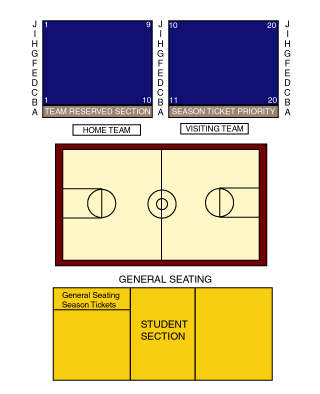 J J J
I 1 9 I 10 20 I
H H H
G G G
F F F
E E E
D D D
C C C
B 1 10 B 11 20 B
A TEAM RESERVED SECTION A SEASON TICKET PRIORITY A
HOME TEAM VISITING TEAM
GENERAL SEATING
General Seating
Season Tickets
STUDENT
SECTION